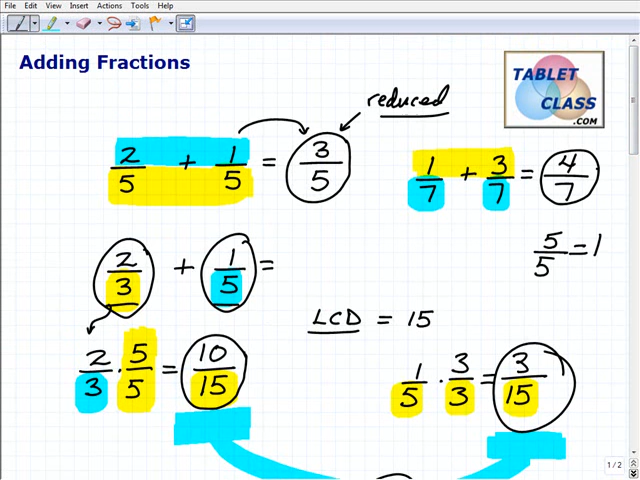 File Edit View Insert Actions Tools Help
Adding Fractions
TABLET
CLASS
.COM
reduced
2/5 + 1/5 = 3/5
1/7 + 3/7 = 4/7
5/5 = 1
2/3 + 1/5 =
LCD = 15
2/3 · 5/5 = 10/15
1/5 · 3/3 = 3/15
1/2